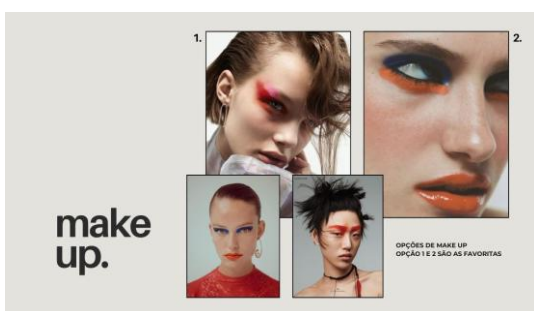 1.
2.
make
up.
OPÇÕES DE MAKE UP
OPÇÃO 1 E 2 SÃO AS FAVORITAS